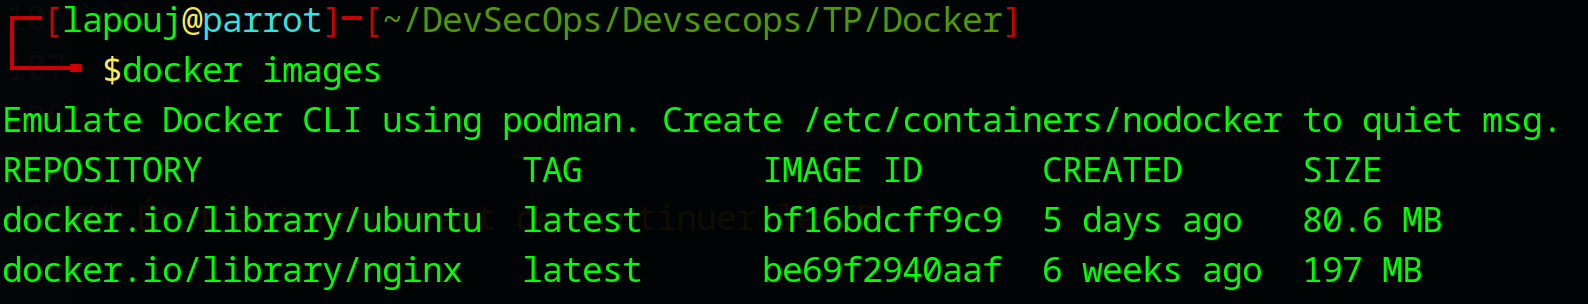 [lapouj@parrot]─[~/DevSecOps/Devsecops/TP/Docker]
$docker images
Emulate Docker CLI using podman. Create /etc/containers/nodocker to quiet msg.
REPOSITORY TAG IMAGE ID CREATED SIZE
docker.io/library/ubuntu latest bf16bdcff9c9 5 days ago 80.6 MB
docker.io/library/nginx latest be69f2940aaf 6 weeks ago 197 MB